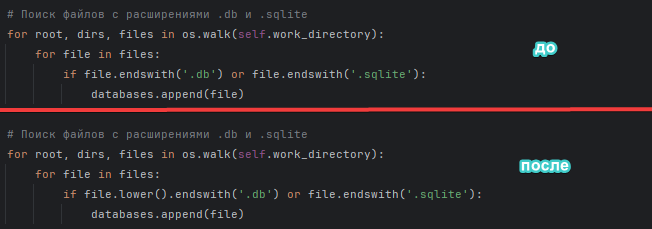 # Поиск файлов с расширениями .db и .sqlite
for root, dirs, files in os.walk(self.work_directory):
for file in files:
до
if file.endswith('.db') or file.endswith('.sqlite'):
databases.append(file)
# Поиск файлов с расширениями .db и .sqlite
for root, dirs, files in os.walk(self.work_directory):
после
for file in files:
if file.lower().endswith('.db') or file.endswith('.sqlite'):
databases.append(file)